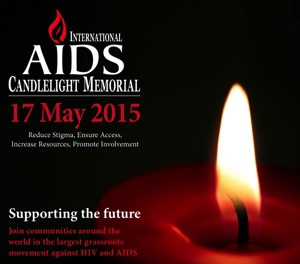 INTERNATIONAL
AIDS
CANDLELIGHT MEMORIAL
17 May 2015
Reduce Stigma, Ensure Access,
Increase Resources, Promote Involvement
Supporting the future
Join communities around the
world in the largest grassroots
movement against HIV and AIDS